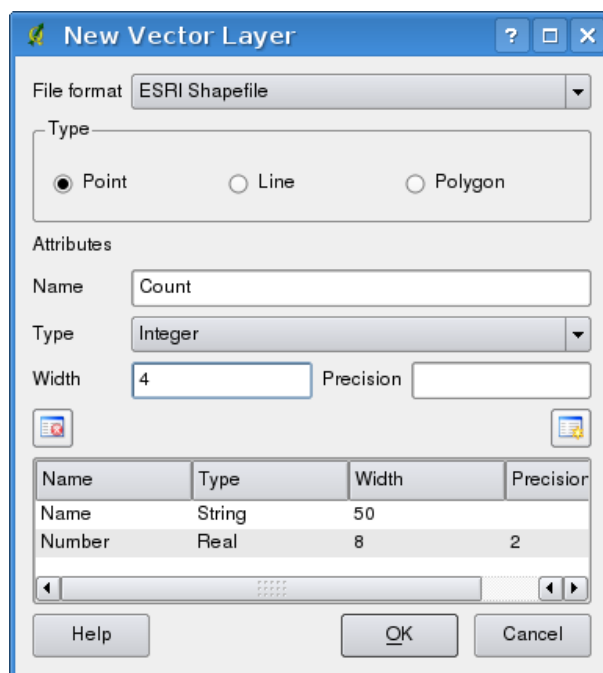 New Vector Layer
File format ESRI Shapefile
Type
Point Line Polygon
Attributes
Name Count
Type Integer
Width 4 Precision
Name Type Width Precision
Name String 50
Number Real 8 2
Help OK Cancel